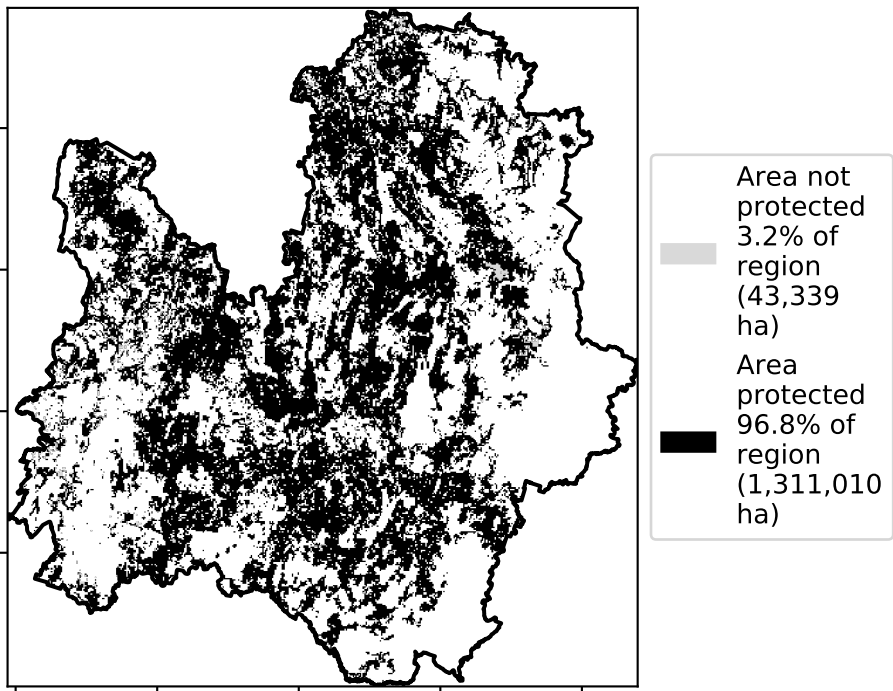 Area not
protected
3.2% of
region
(43,339
ha)
Area
protected
96.8% of
region
(1,311,010
ha)